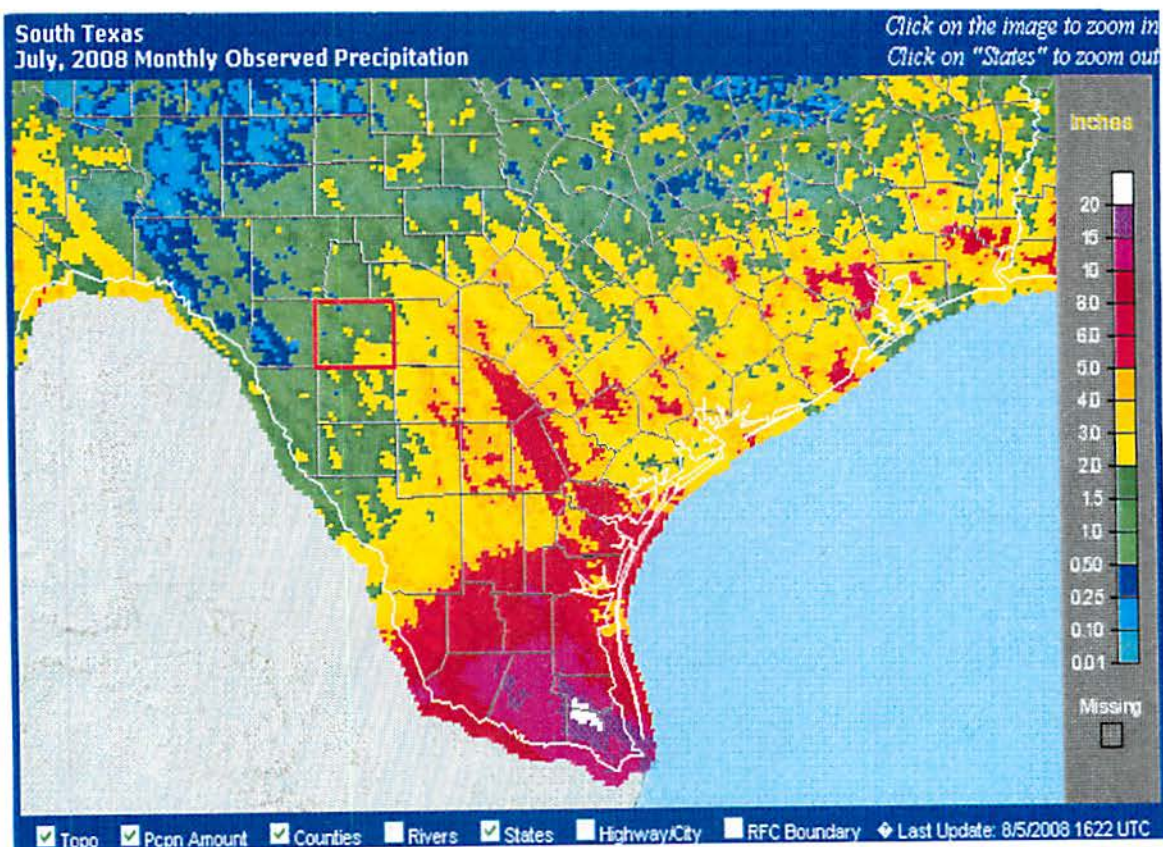 South Texas
July, 2008 Monthly Observed Precipitation
Click on the image to zoom in
Click on "States" to zoom out
Inches
20
15
10
8.0
6.0
5.0
4.0
3.0
2.0
1.5
1.0
0.50
0.25
0.10
0.01
Missing
Topo Pcpn Amount Counties Rivers States Highway/City RFC Boundary Last Update: 8/5/2008 1622 UTC